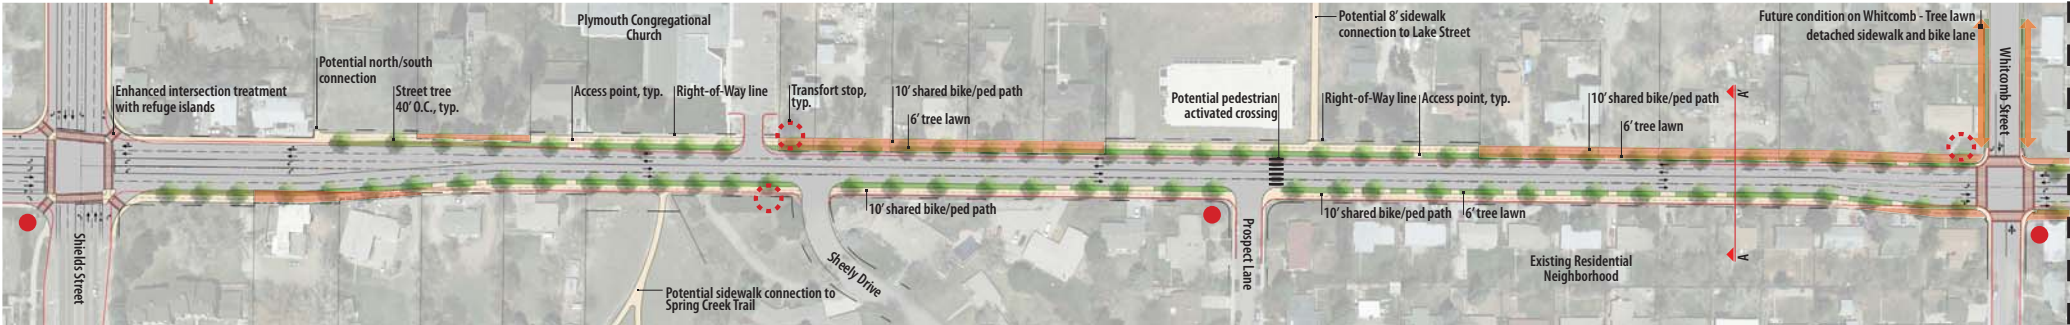 Plymouth Congregational
Church
Potential 8' sidewalk
connection to Lake Street
Future condition on Whitcomb - Tree lawn
detached sidewalk and bike lane
Potential north/south
connection
Enhanced intersection treatment
with refuge islands
Street tree
40' O.C., typ.
Access point, typ.
Right-of-Way line
Transfort stop,
typ.
10' shared bike/ped path
6' tree lawn
Potential pedestrian
activated crossing
Right-of-Way line
Access point, typ.
10' shared bike/ped path
6' tree lawn
A'
Whitcomb Street
10' shared bike/ped path
10' shared bike/ped path
6' tree lawn
Shields Street
Sheely Drive
Prospect Lane
Existing Residential
Neighborhood
A
Potential sidewalk connection to
Spring Creek Trail